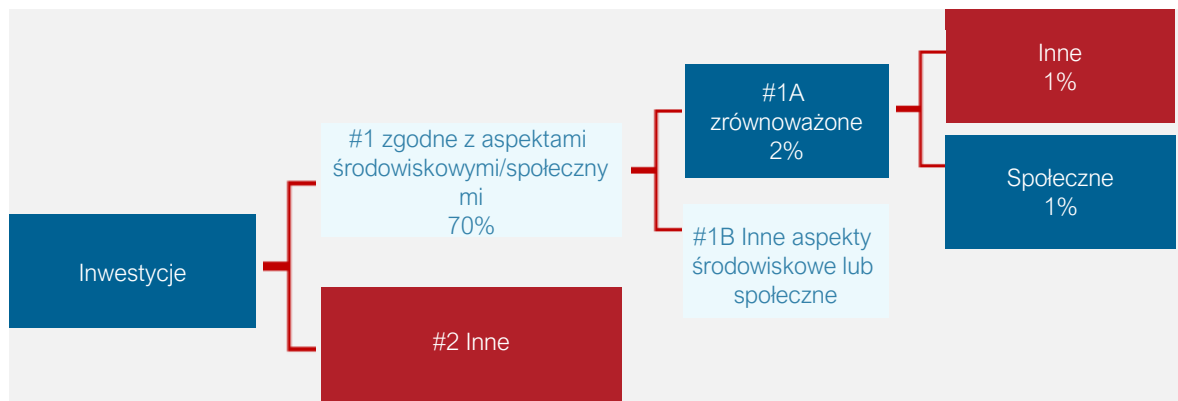 Inwestycje
#1 zgodne z aspektami
środowiskowymi/społeczny
mi
70%
#2 Inne
#1A
zrównoważone
2%
#1B Inne aspekty
środowiskowe lub
społeczne
Inne
1%
Społeczne
1%